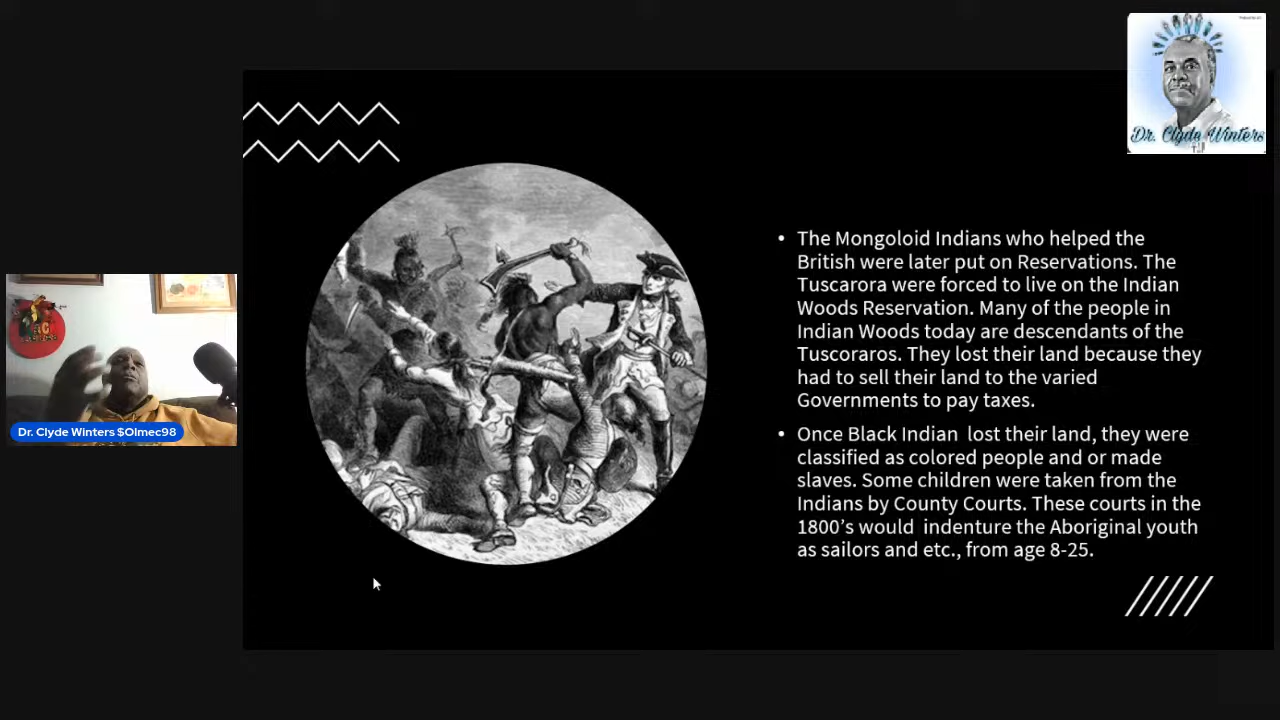 Dr. Clyde Winters
The Mongoloid Indians who helped the
British were later put on Reservations. The
Tuscarora were forced to live on the Indian
Woods Reservation. Many of the people in
Indian Woods today are descendants of the
Tuscoraros. They lost their land because they
had to sell their land to the varied
Governments to pay taxes.
Once Black Indian lost their land, they were
classified as colored people and or made
slaves. Some children were taken from the
Indians by County Courts. These courts in the
1800’s would indenture the Aboriginal youth
as sailors and etc., from age 8-25.
Dr. Clyde Winters $Olmec98